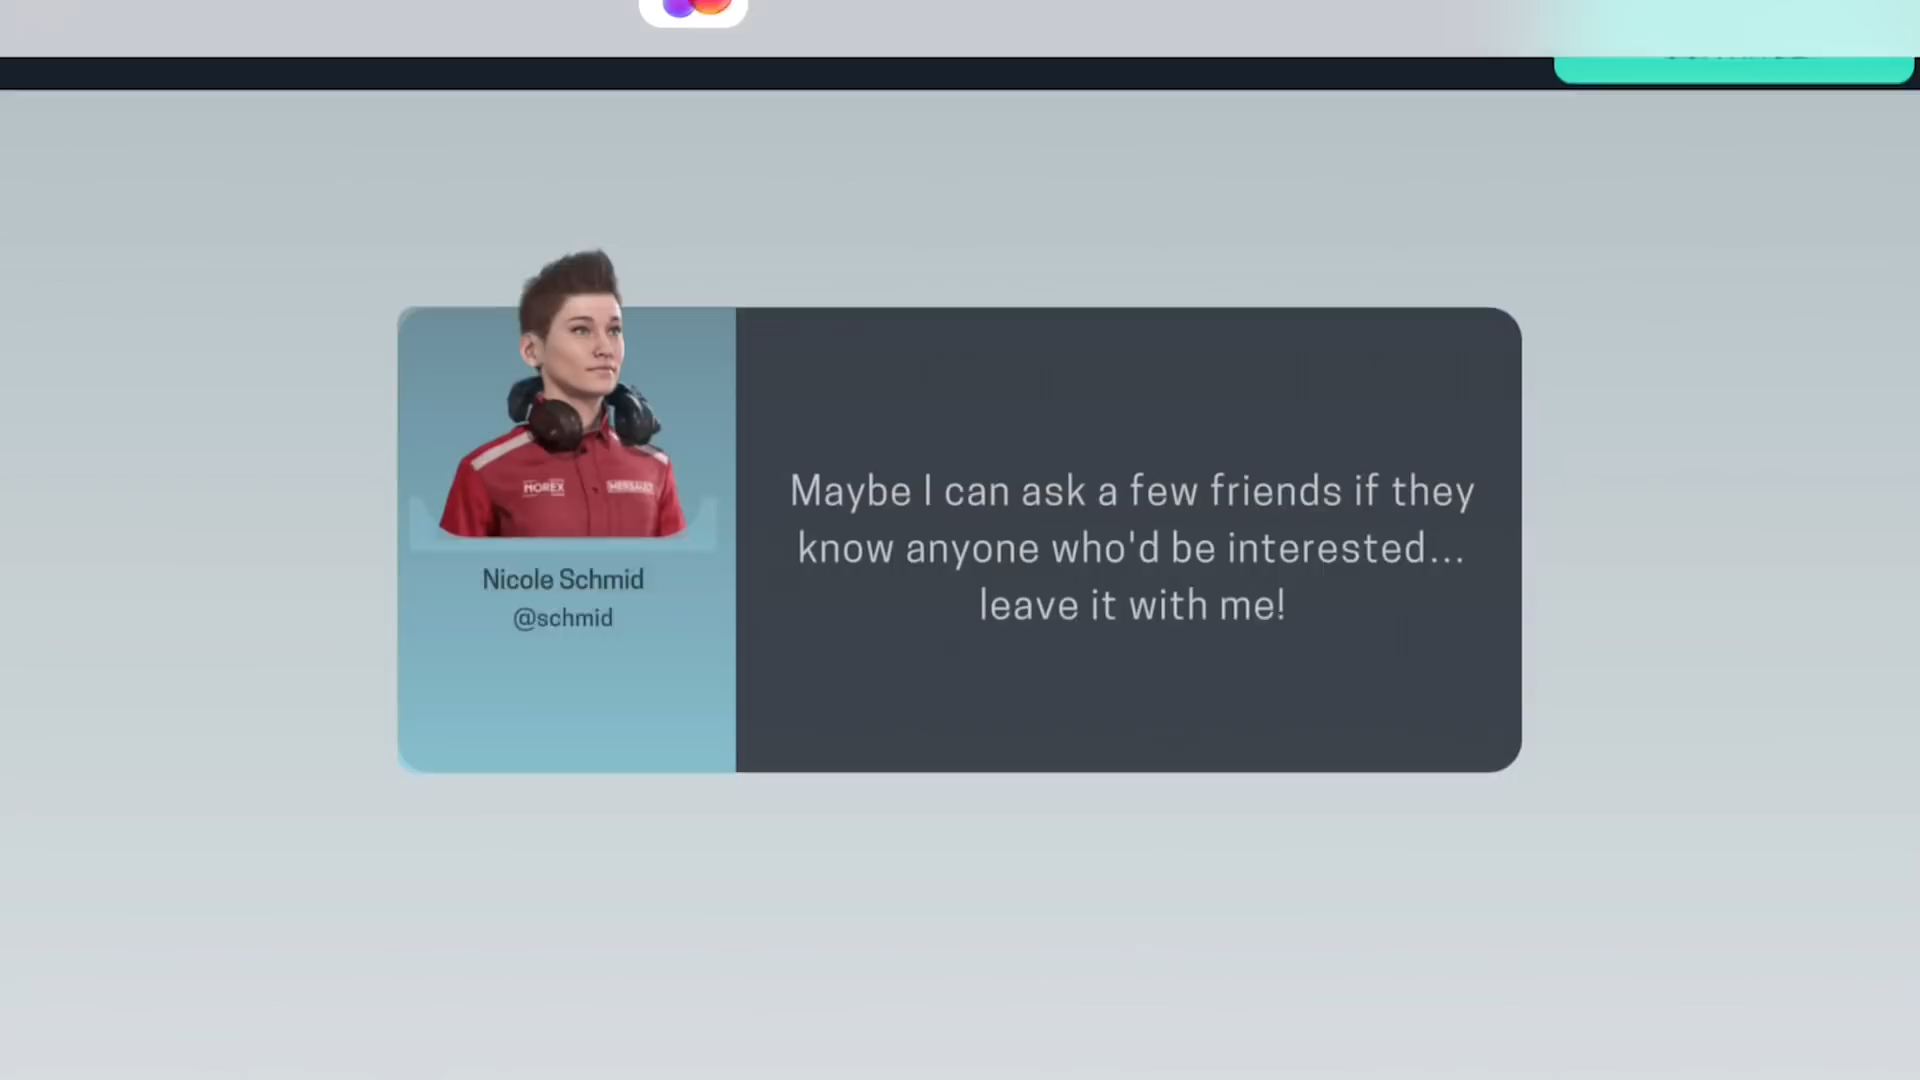 MOREX
Nicole Schmid
@schmid
Maybe I can ask a few friends if they
know anyone who'd be interested...
leave it with me!